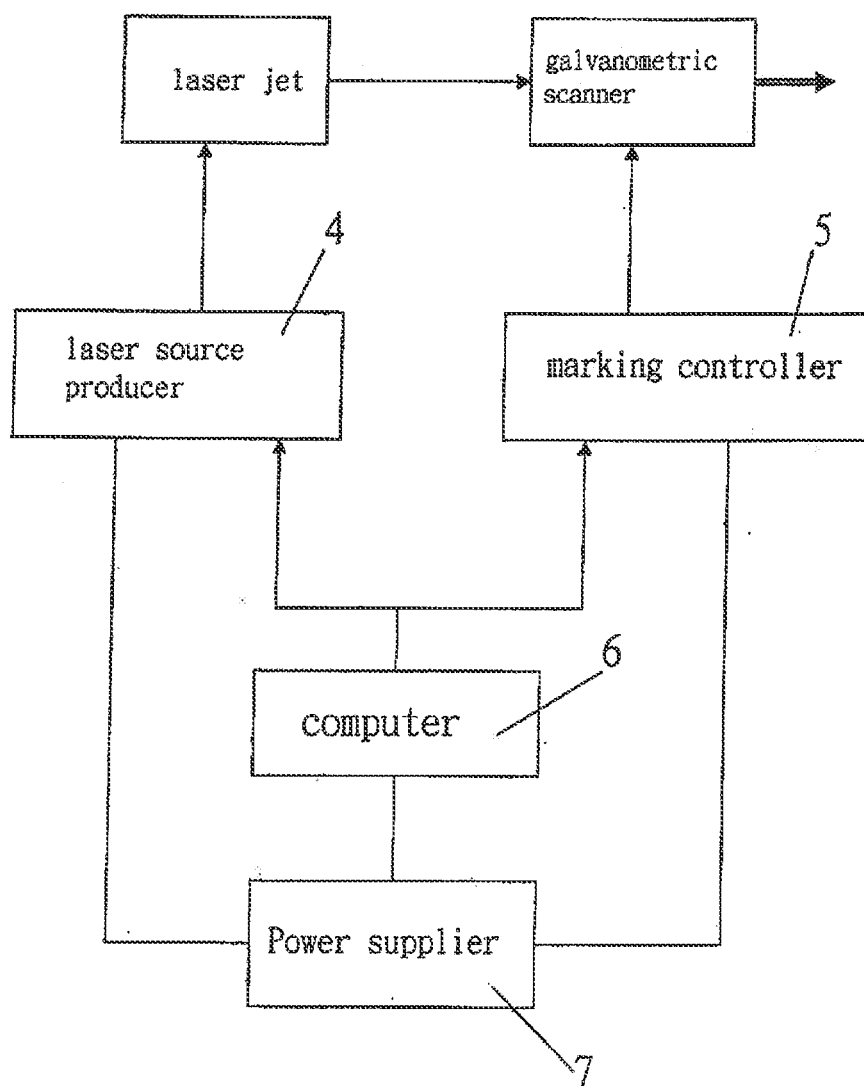 laser jet
galvanometric
scanner
4
5
laser source
producer
marking controller
6
computer
Power supplier
7